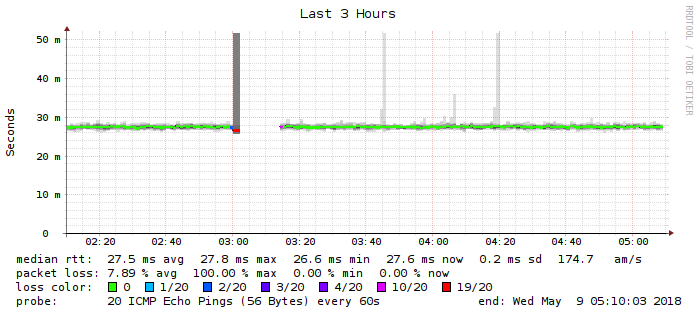 Last 3 Hours
RRDTOOL / TOBI OETIKER
Seconds
50 m
40 m
30 m
20 m
10 m
0
02:20 02:40 03:00 03:20 03:40 04:00 04:20 04:40 05:00
median rtt: 27.5 ms avg 27.8 ms max 26.6 ms min 27.6 ms now 0.2 ms sd 174.7 am/s
packet loss: 7.89 % avg 100.00 % max 0.00 % min 0.00 % now
loss color: 0 1/20 2/20 3/20 4/20 10/20 19/20
probe: 20 ICMP Echo Pings (56 Bytes) every 60s end: Wed May 9 05:10:03 2018